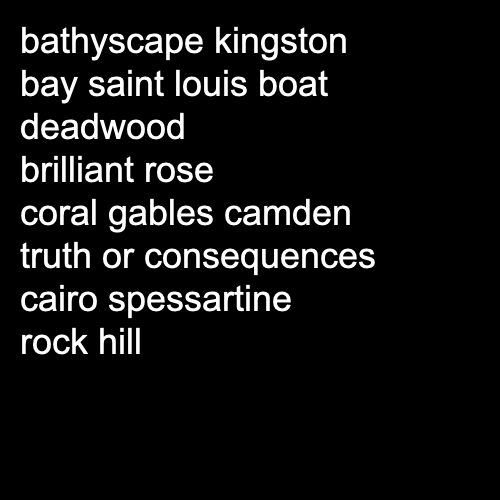 bathyscape kingston
bay saint louis boat
deadwood
brilliant rose
coral gables camden
truth or consequences
cairo spessartine
rock hill